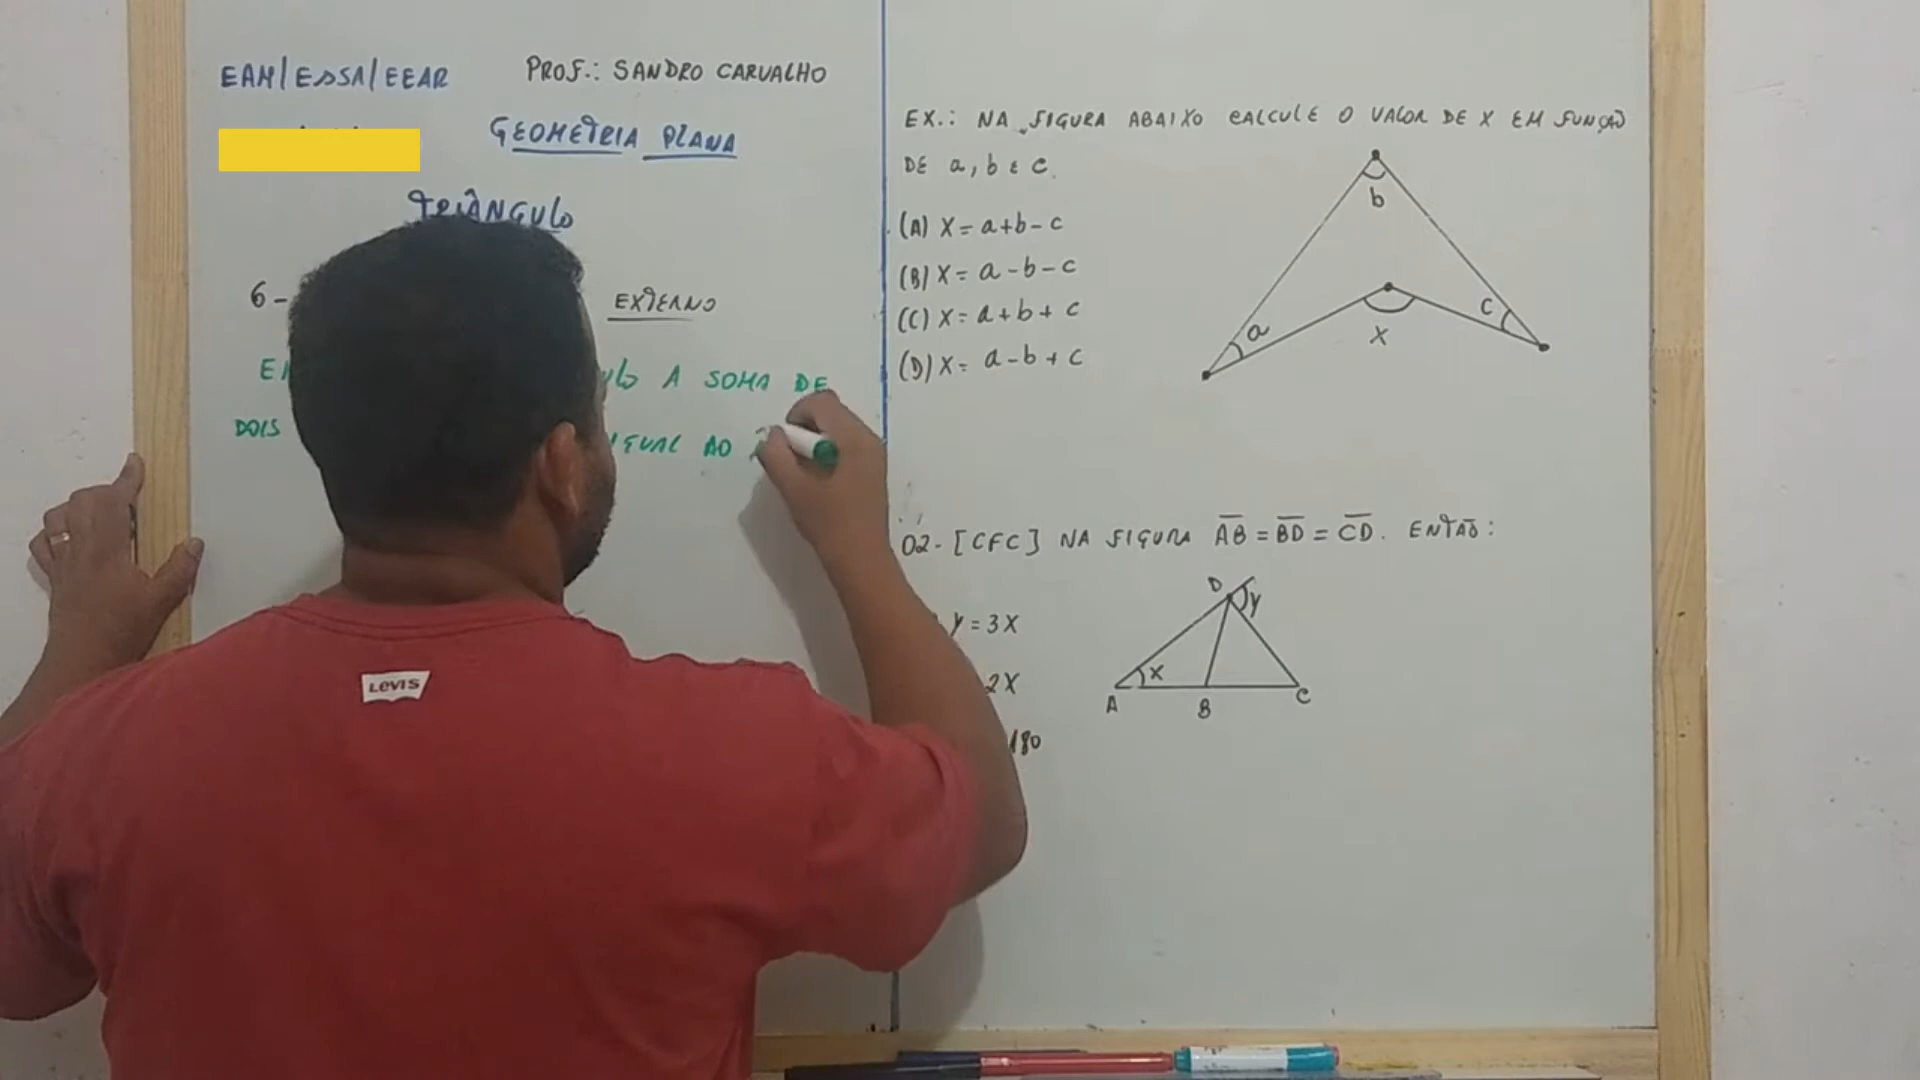 EAM/ESSA/EEAR
PROF.: SANDRO CARVALHO
GEOMETRIA PLANA
TRIÂNGULO
6-
EXTERNO
A SOMA DE
DOIS
IGUAL AO
LEVIS
EX.: NA FIGURA ABAIXO CALCULE O VALOR DE X EM FUNÇÃO
DE a, b E c.
(A) X = a+b-c
(B) X = a-b-c
(C) X = a+b+c
(D) X = a-b+c
b
a
c
X
02- [CFC] NA FIGURA AB = BD = CD. ENTÃO:
y = 3X
2X
180
D
y
X
A
B
C